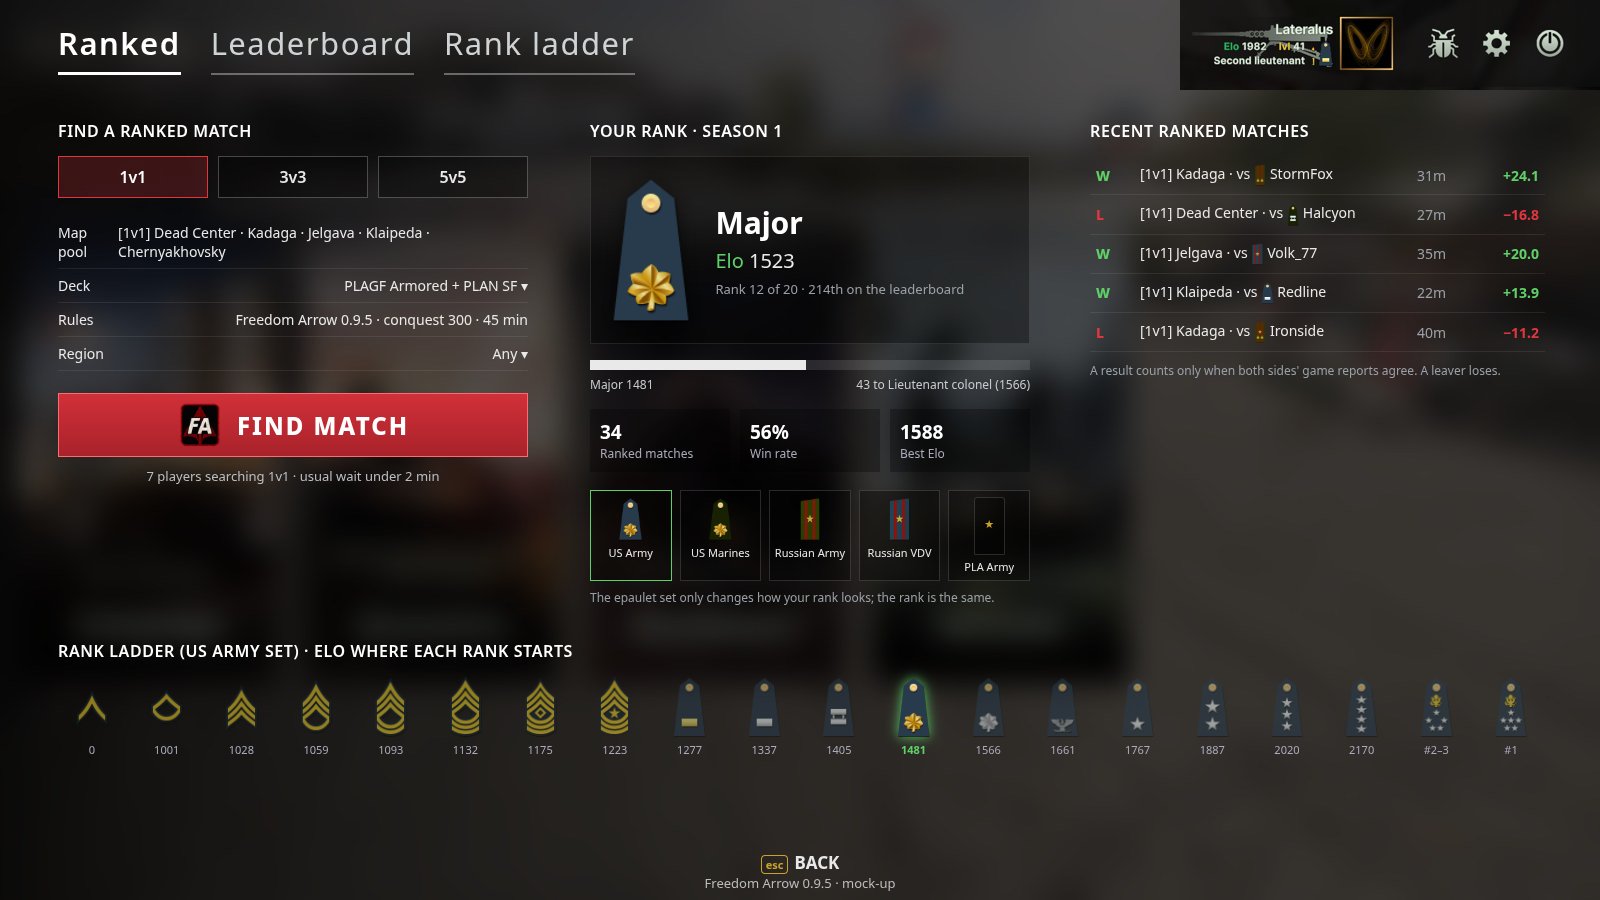 Ranked Leaderboard Rank ladder
Lateralus
Elo 1982 lvl 41
Second lieutenant
FIND A RANKED MATCH
1v1 3v3 5v5
Map pool [1v1] Dead Center · Kadaga · Jelgava · Klaipeda ·
Chernyakhovsky
Deck PLAGF Armored + PLAN SF ▾
Rules Freedom Arrow 0.9.5 · conquest 300 · 45 min
Region Any ▾
FA FIND MATCH
7 players searching 1v1 · usual wait under 2 min
YOUR RANK · SEASON 1
Major
Elo 1523
Rank 12 of 20 · 214th on the leaderboard
Major 1481 43 to Lieutenant colonel (1566)
34 56% 1588
Ranked matches Win rate Best Elo
US Army US Marines Russian Army Russian VDV PLA Army
The epaulet set only changes how your rank looks; the rank is the same.
RECENT RANKED MATCHES
W [1v1] Kadaga · vs StormFox 31m +24.1
L [1v1] Dead Center · vs Halcyon 27m −16.8
W [1v1] Jelgava · vs Volk_77 35m +20.0
W [1v1] Klaipeda · vs Redline 22m +13.9
L [1v1] Kadaga · vs Ironside 40m −11.2
A result counts only when both sides' game reports agree. A leaver loses.
RANK LADDER (US ARMY SET) · ELO WHERE EACH RANK STARTS
0 1001 1028 1059 1093 1132 1175 1223 1277 1337 1405 1481 1566 1661 1767 1887 2020 2170 #2–3 #1
esc BACK
Freedom Arrow 0.9.5 · mock-up